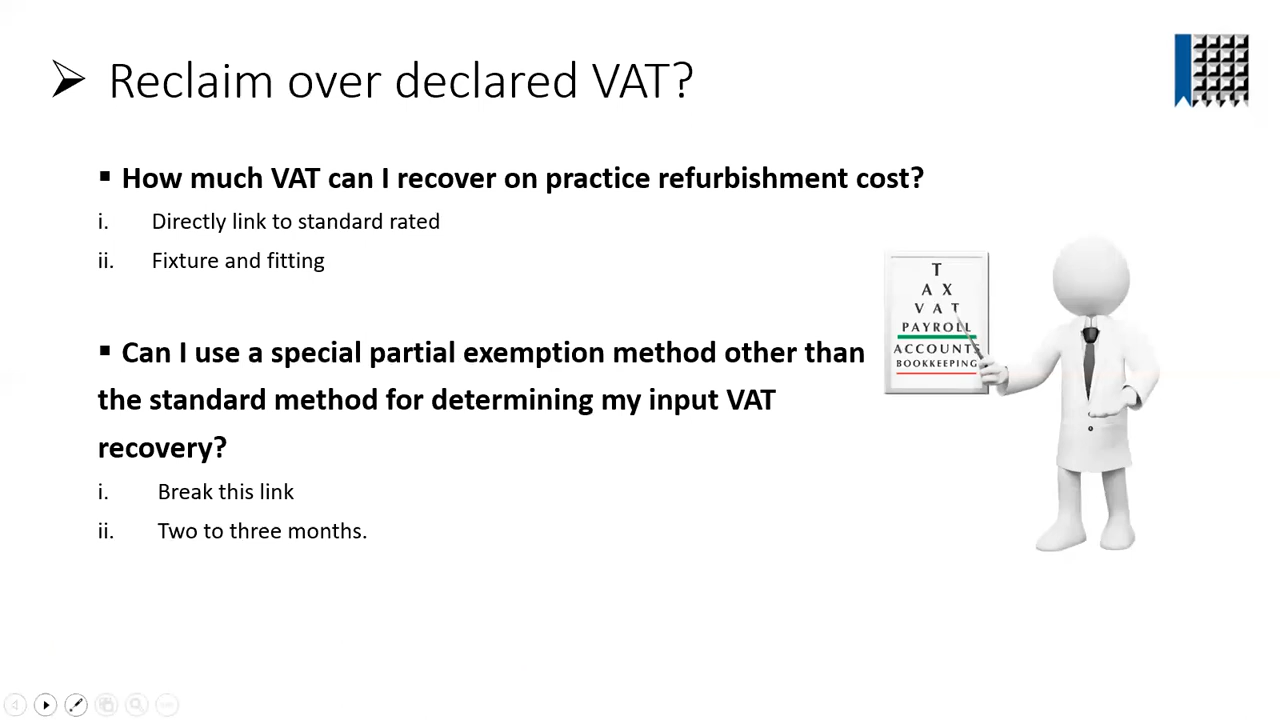 Reclaim over declared VAT?
How much VAT can I recover on practice refurbishment cost?
i. Directly link to standard rated
ii. Fixture and fitting
Can I use a special partial exemption method other than
the standard method for determining my input VAT
recovery?
i. Break this link
ii. Two to three months.
T
A X
V A T
PAYROLL
ACCOUNTS
BOOKKEEPING